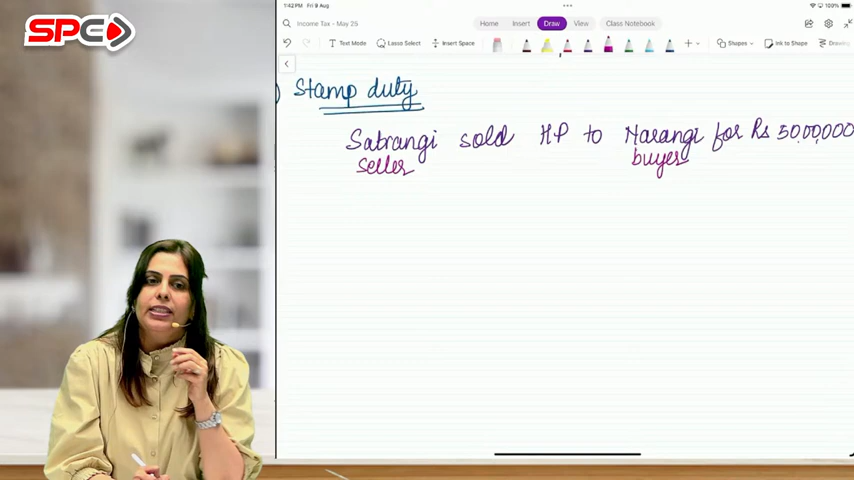 1:42 PM Fri 9 Aug
100%
SPC
Income Tax - May 25
Home Insert Draw View Class Notebook
Text Mode Lasso Select Insert Space Shapes Ink to Shape Drawing
Stamp duty
Satrangi sold HP to Narangi for Rs 50,00,000
seller buyer